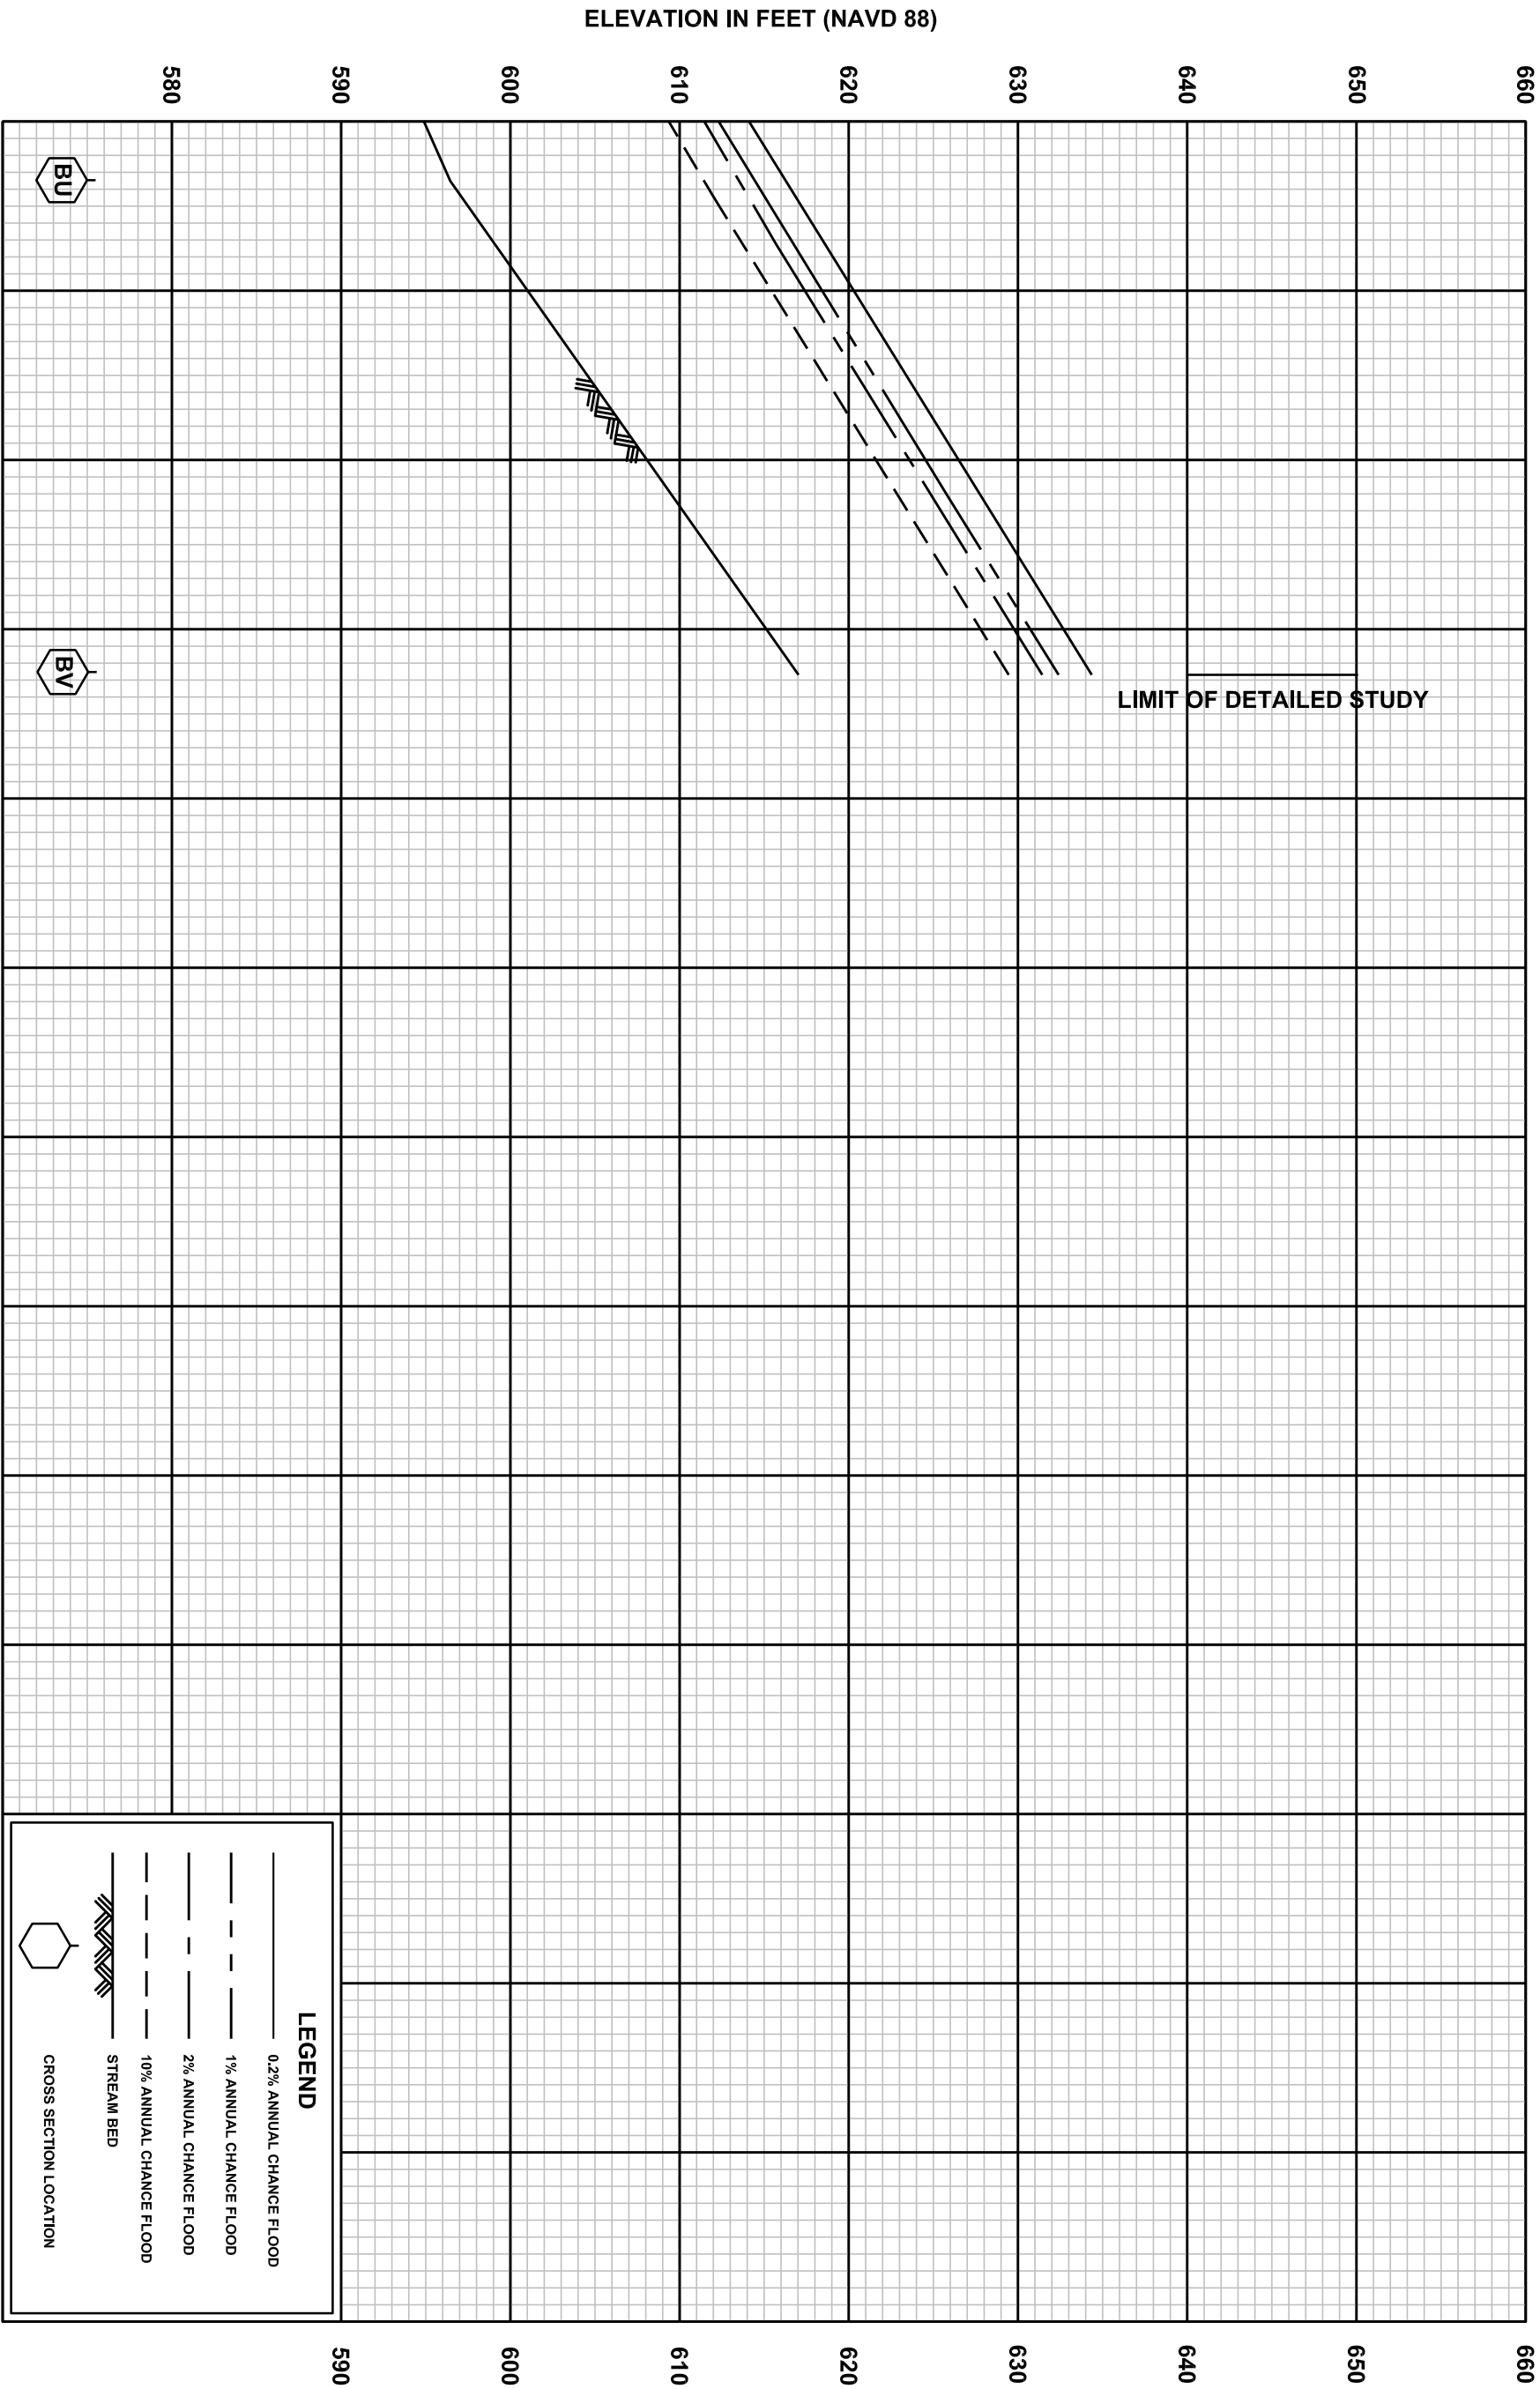 ELEVATION IN FEET (NAVD 88)
580
590
600
610
620
630
640
650
660
BU
BV
LIMIT OF DETAILED STUDY
LEGEND
0.2% ANNUAL CHANCE FLOOD
1% ANNUAL CHANCE FLOOD
2% ANNUAL CHANCE FLOOD
10% ANNUAL CHANCE FLOOD
STREAM BED
CROSS SECTION LOCATION
590
600
610
620
630
640
650
660